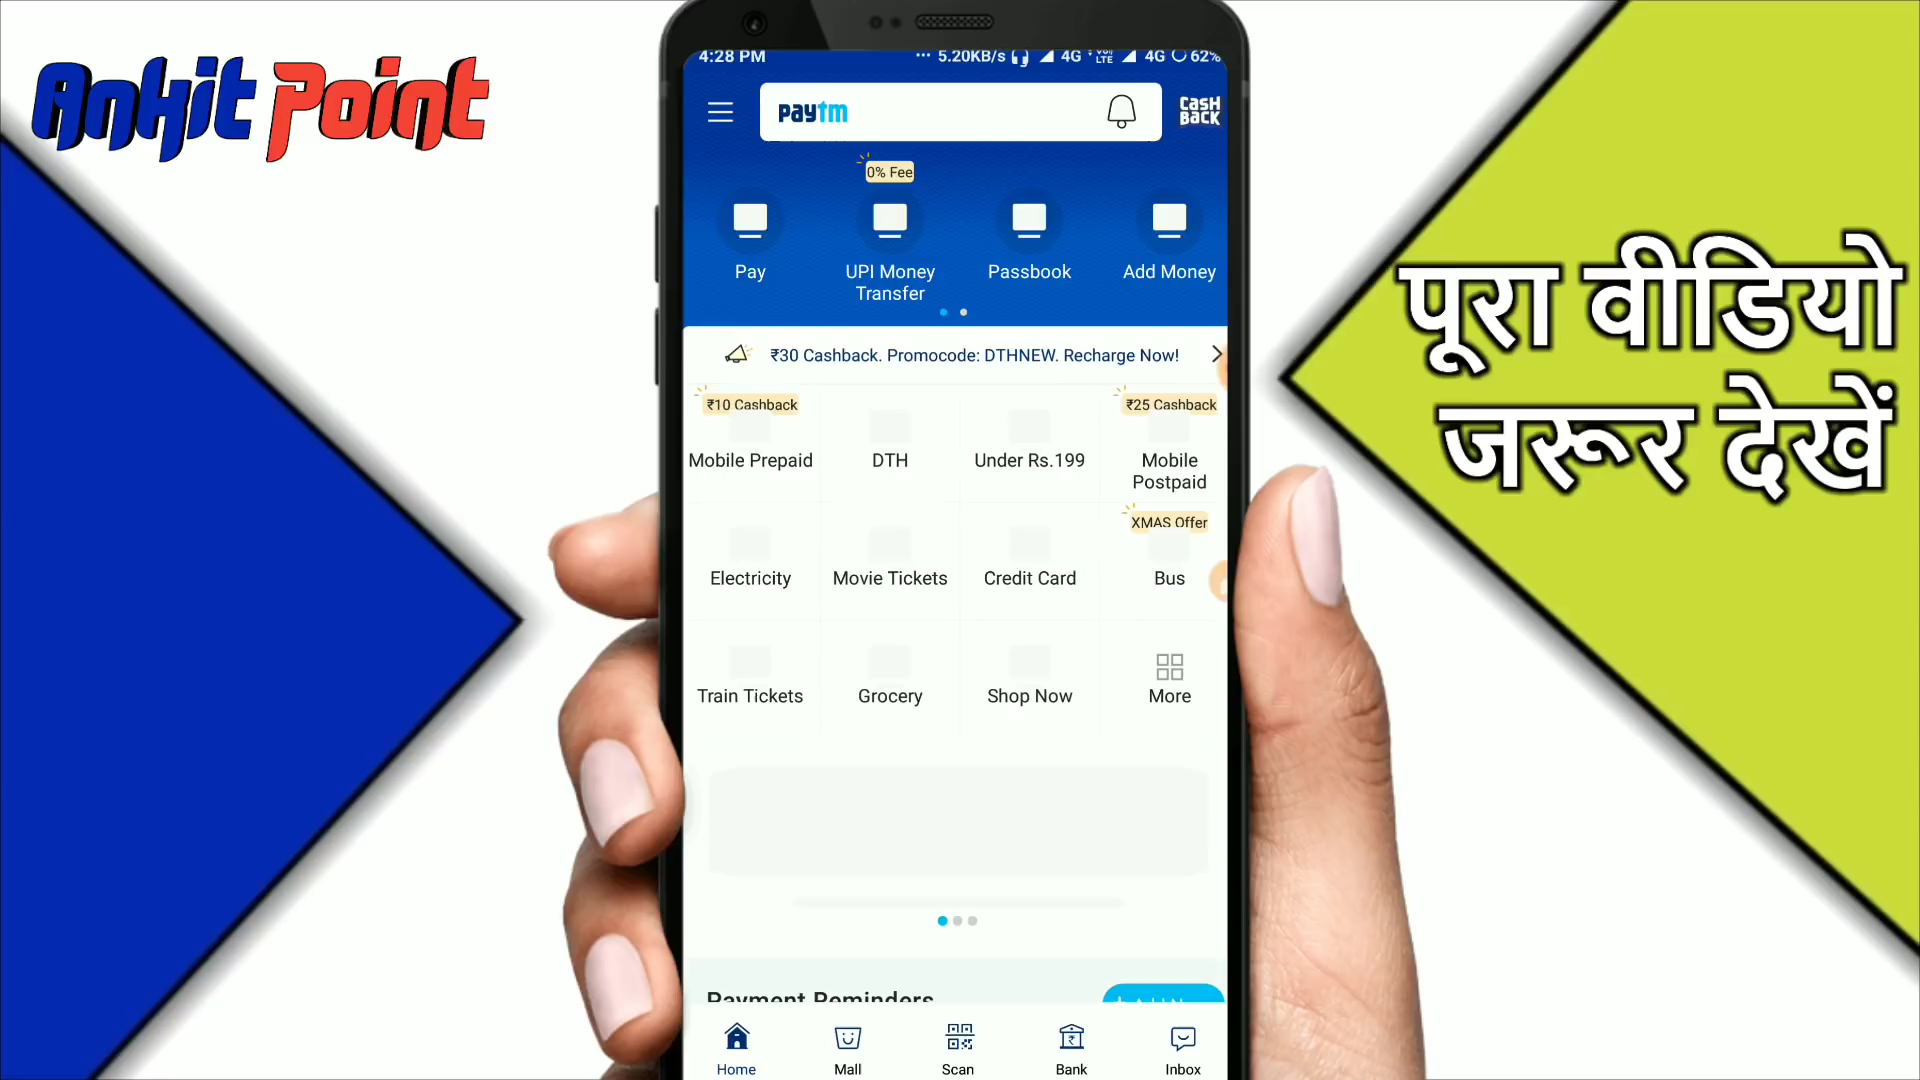 Ankit Point
4:28 PM
... 5.20KB/s 4G VoLTE 4G 62%
paytm
CASH
BACK
0% Fee
Pay
UPI Money
Transfer
Passbook
Add Money
₹30 Cashback. Promocode: DTHNEW. Recharge Now!
₹10 Cashback
₹25 Cashback
Mobile Prepaid
DTH
Under Rs.199
Mobile
Postpaid
XMAS Offer
Electricity
Movie Tickets
Credit Card
Bus
Train Tickets
Grocery
Shop Now
More
Payment Reminders
Home
Mall
Scan
Bank
Inbox
पूरा वीडियो
जरूर देखें